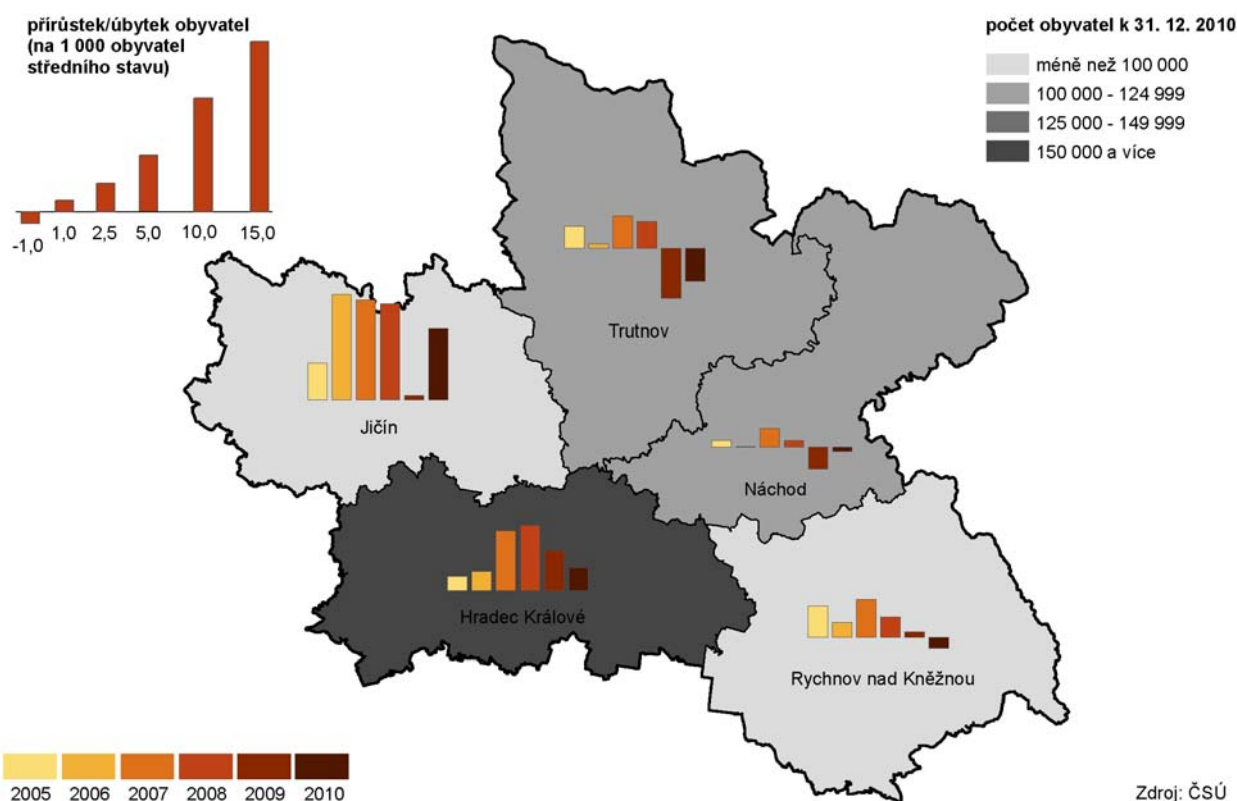 přírůstek/úbytek obyvatel
(na 1 000 obyvatel
středního stavu)
-1,0 1,0 2,5 5,0 10,0 15,0
počet obyvatel k 31. 12. 2010
méně než 100 000
100 000 - 124 999
125 000 - 149 999
150 000 a více
Trutnov
Jičín
Náchod
Hradec Králové
Rychnov nad Kněžnou
2005 2006 2007 2008 2009 2010
Zdroj: ČSÚ